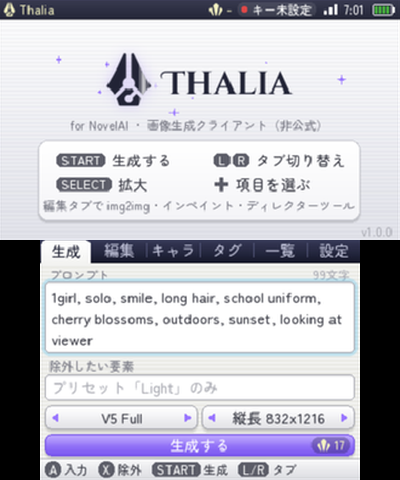 Thalia - キー未設定 7:01
THALIA
for NovelAI ・ 画像生成クライアント（非公式）
START 生成する L R タブ切り替え
SELECT 拡大 項目を選ぶ
編集タブで img2img・インペイント・ディレクターツール
v1.0.0
生成 編集 キャラ タグ 一覧 設定
プロンプト 99文字
1girl, solo, smile, long hair, school uniform,
cherry blossoms, outdoors, sunset, looking at
viewer
除外したい要素
プリセット「Light」のみ
V5 Full 縦長 832x1216
生成する 17
A 入力 X 除外 START 生成 L/R タブ